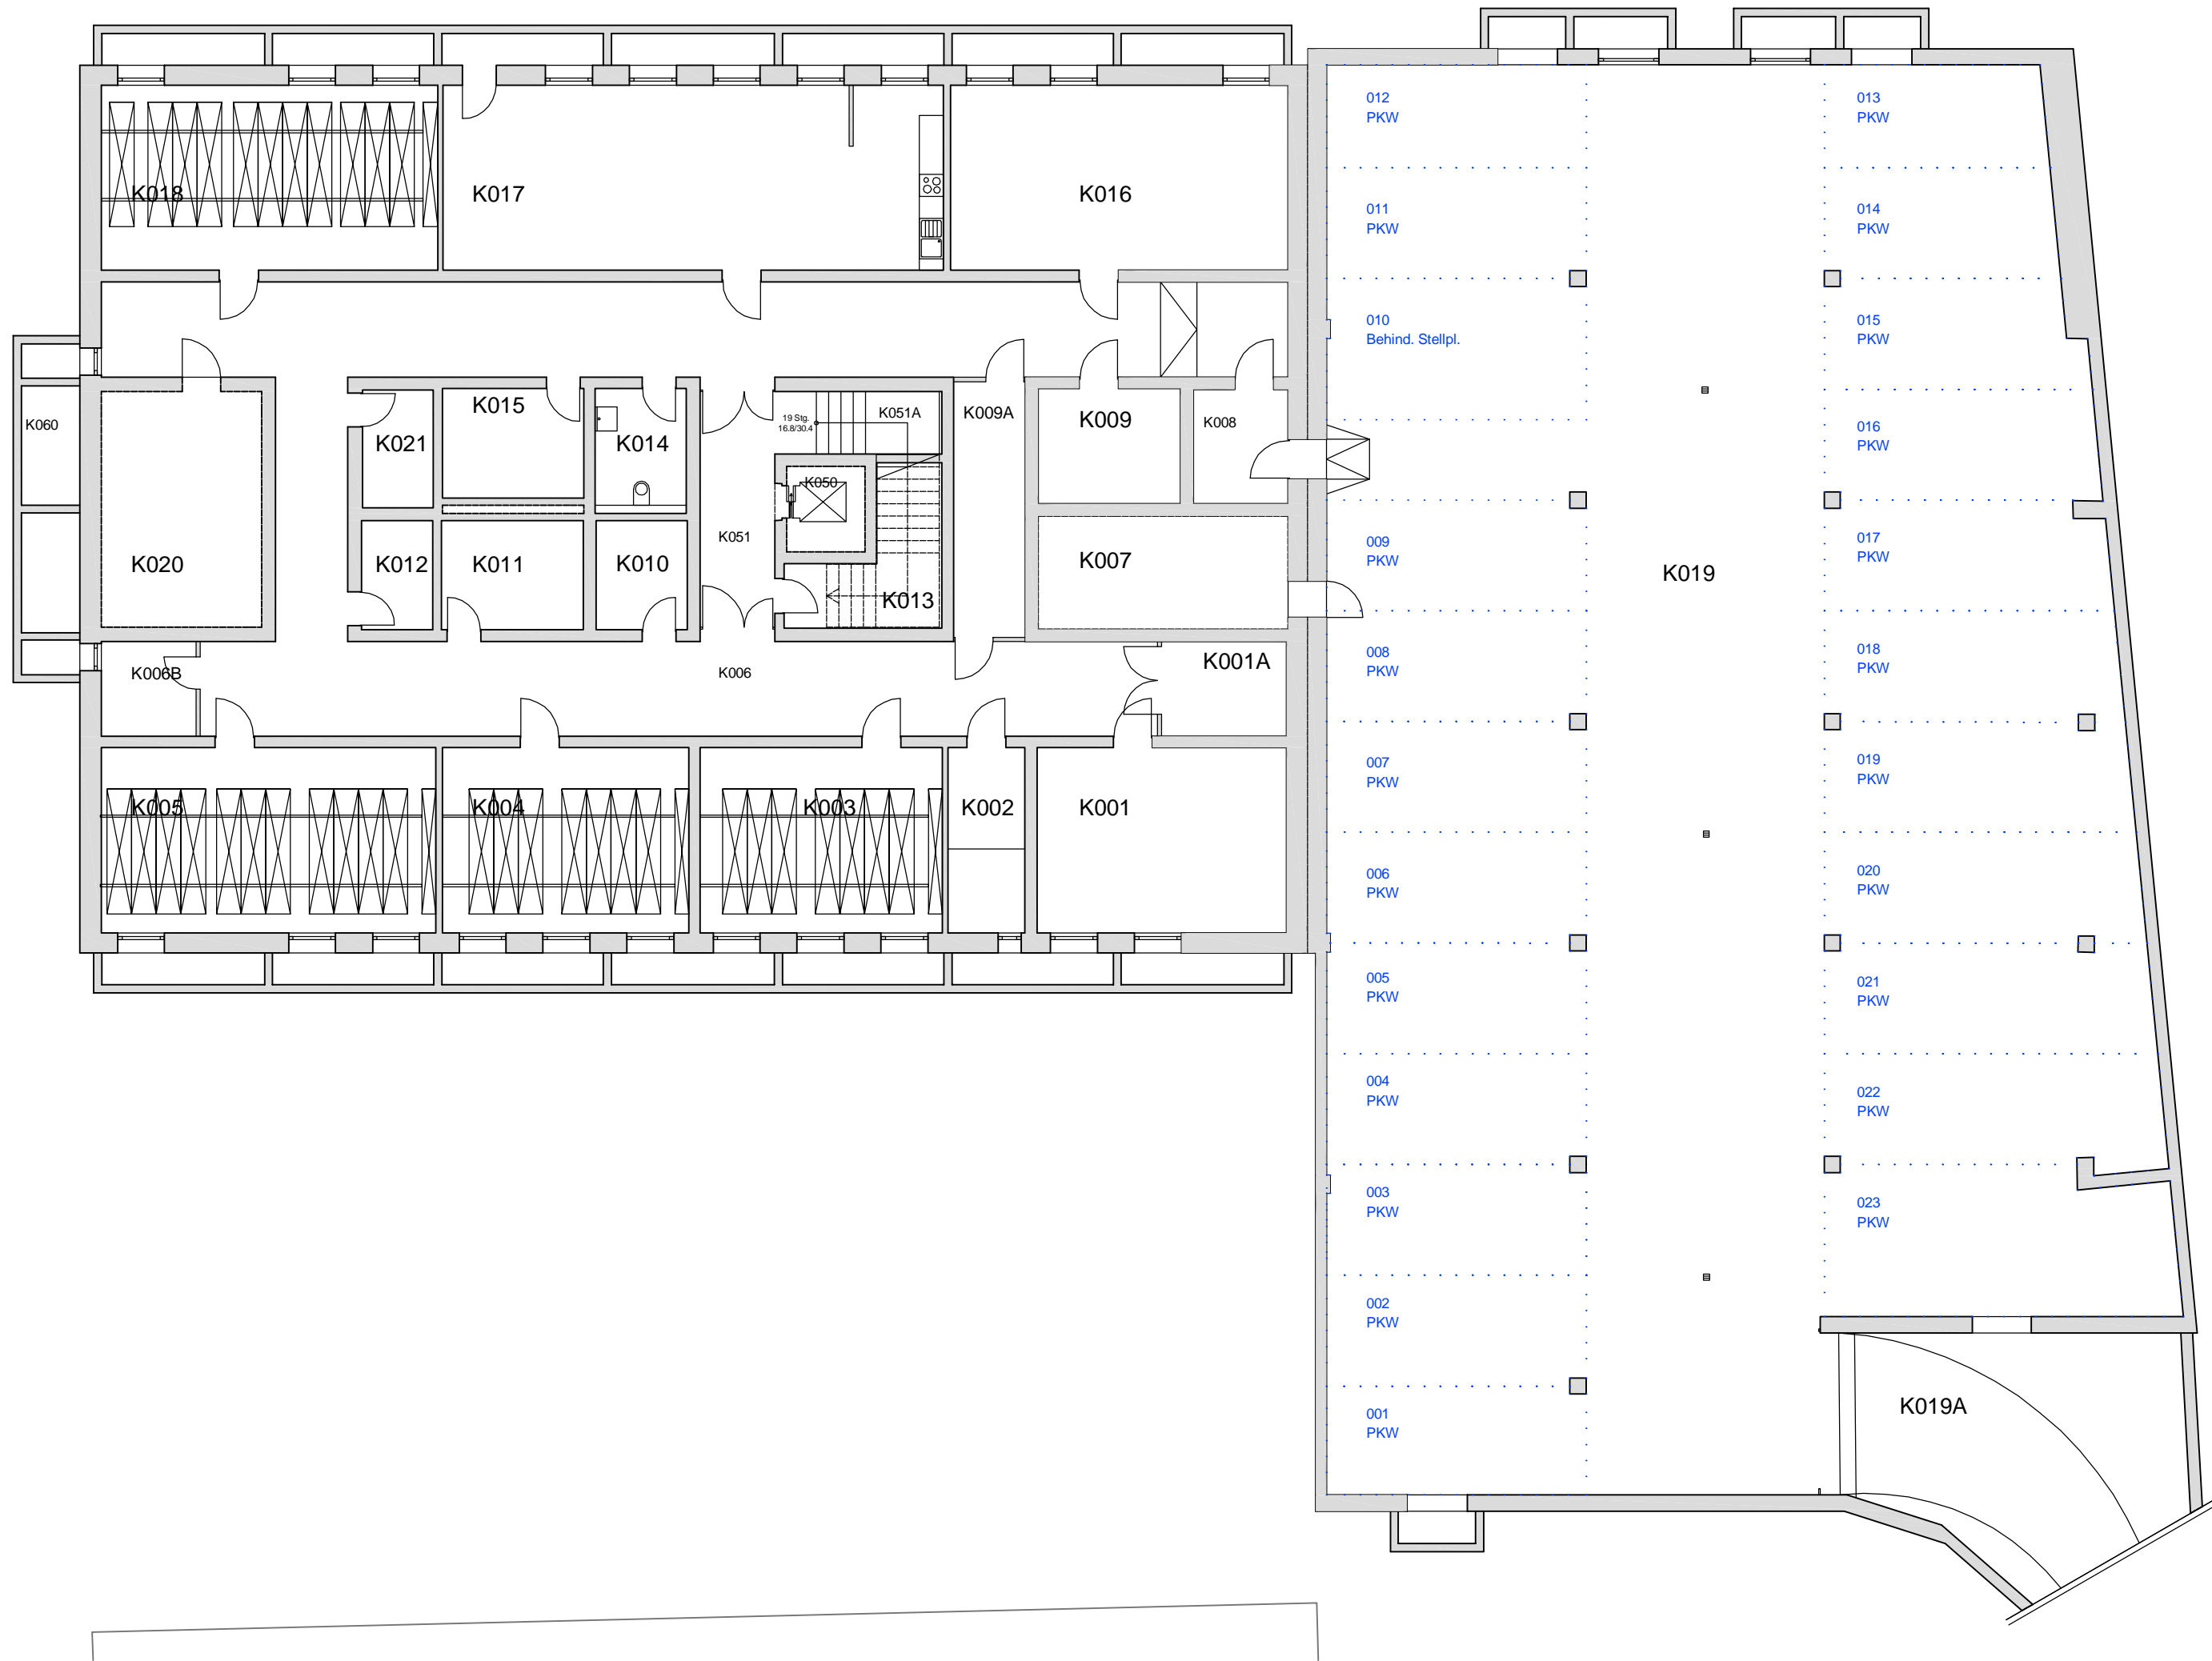 K018
K017
K016
K060
K021
K015
K014
19 Stg.
16.8/30.4
K051A
K009A
K009
K008
K050
K051
K020
K012
K011
K010
K013
K007
K006B
K006
K001A
K005
K004
K003
K002
K001
012
PKW
011
PKW
010
Behind. Stellpl.
009
PKW
008
PKW
007
PKW
006
PKW
005
PKW
004
PKW
003
PKW
002
PKW
001
PKW
K019
013
PKW
014
PKW
015
PKW
016
PKW
017
PKW
018
PKW
019
PKW
020
PKW
021
PKW
022
PKW
023
PKW
K019A